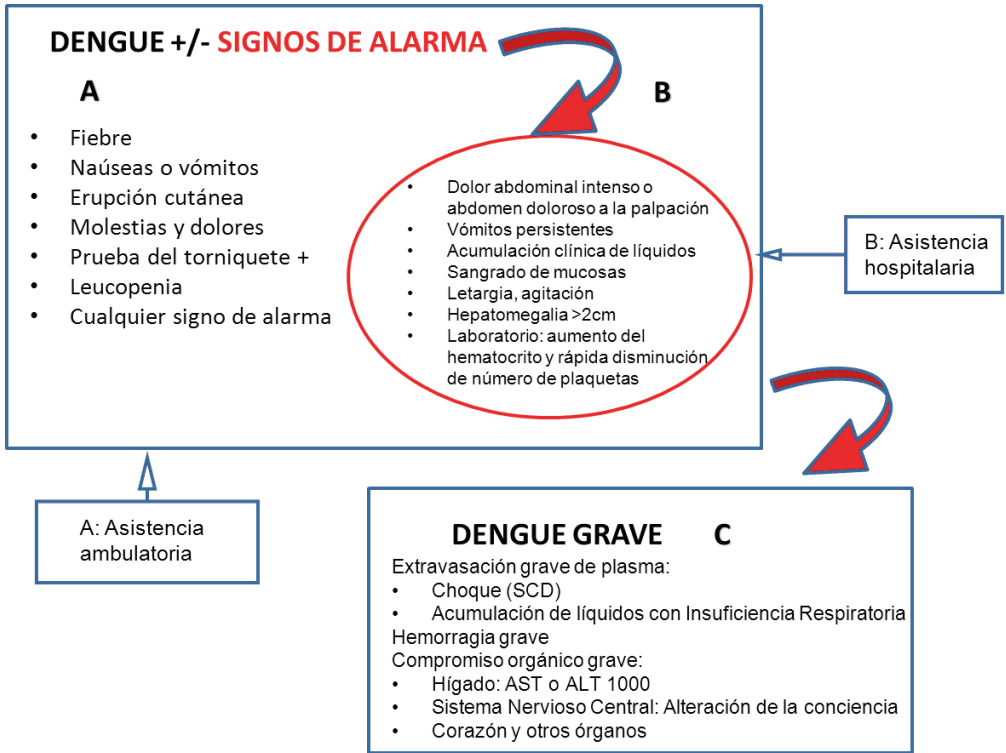 DENGUE +/- SIGNOS DE ALARMA
A
• Fiebre
• Naúseas o vómitos
• Erupción cutánea
• Molestias y dolores
• Prueba del torniquete +
• Leucopenia
• Cualquier signo de alarma
B
• Dolor abdominal intenso o
abdomen doloroso a la palpación
• Vómitos persistentes
• Acumulación clínica de líquidos
• Sangrado de mucosas
• Letargia, agitación
• Hepatomegalia >2cm
• Laboratorio: aumento del
hematocrito y rápida disminución
de número de plaquetas
B: Asistencia
hospitalaria
A: Asistencia
ambulatoria
DENGUE GRAVE C
Extravasación grave de plasma:
• Choque (SCD)
• Acumulación de líquidos con Insuficiencia Respiratoria
Hemorragia grave
Compromiso orgánico grave:
• Hígado: AST o ALT 1000
• Sistema Nervioso Central: Alteración de la conciencia
• Corazón y otros órganos